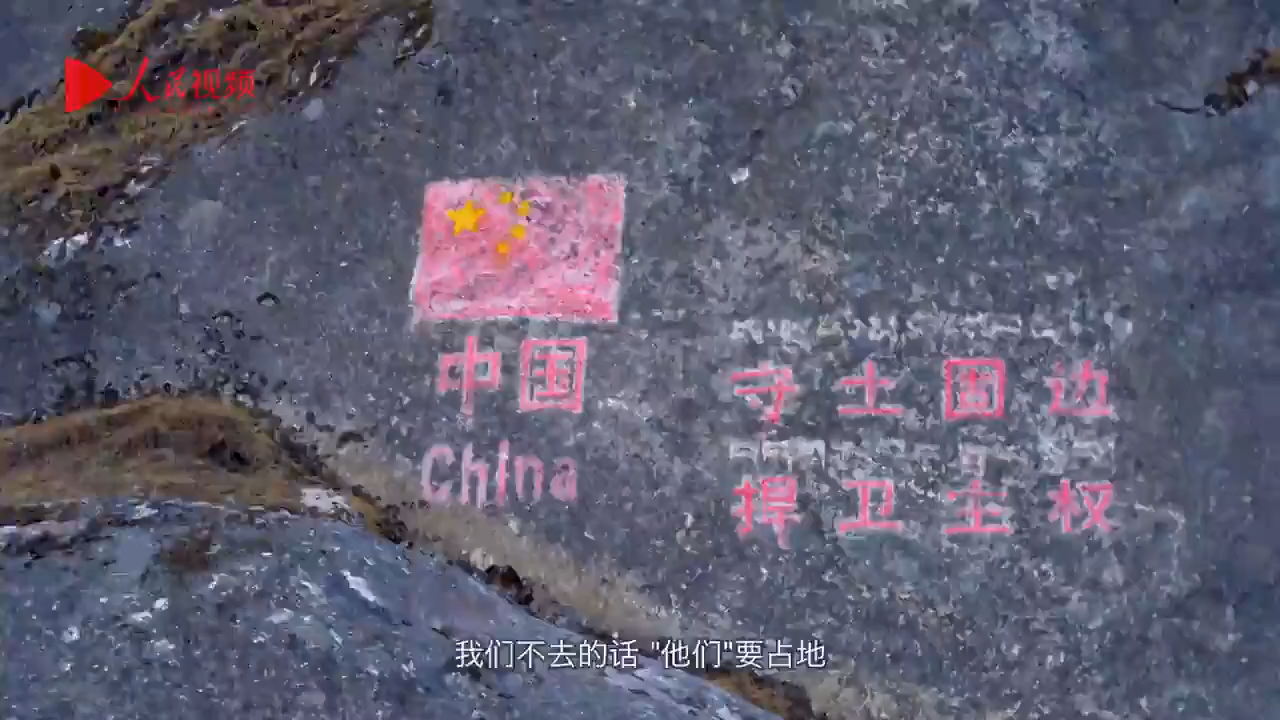 人民视频
中国
China
守土固边
捍卫主权
我们不去的话 "他们"要占地